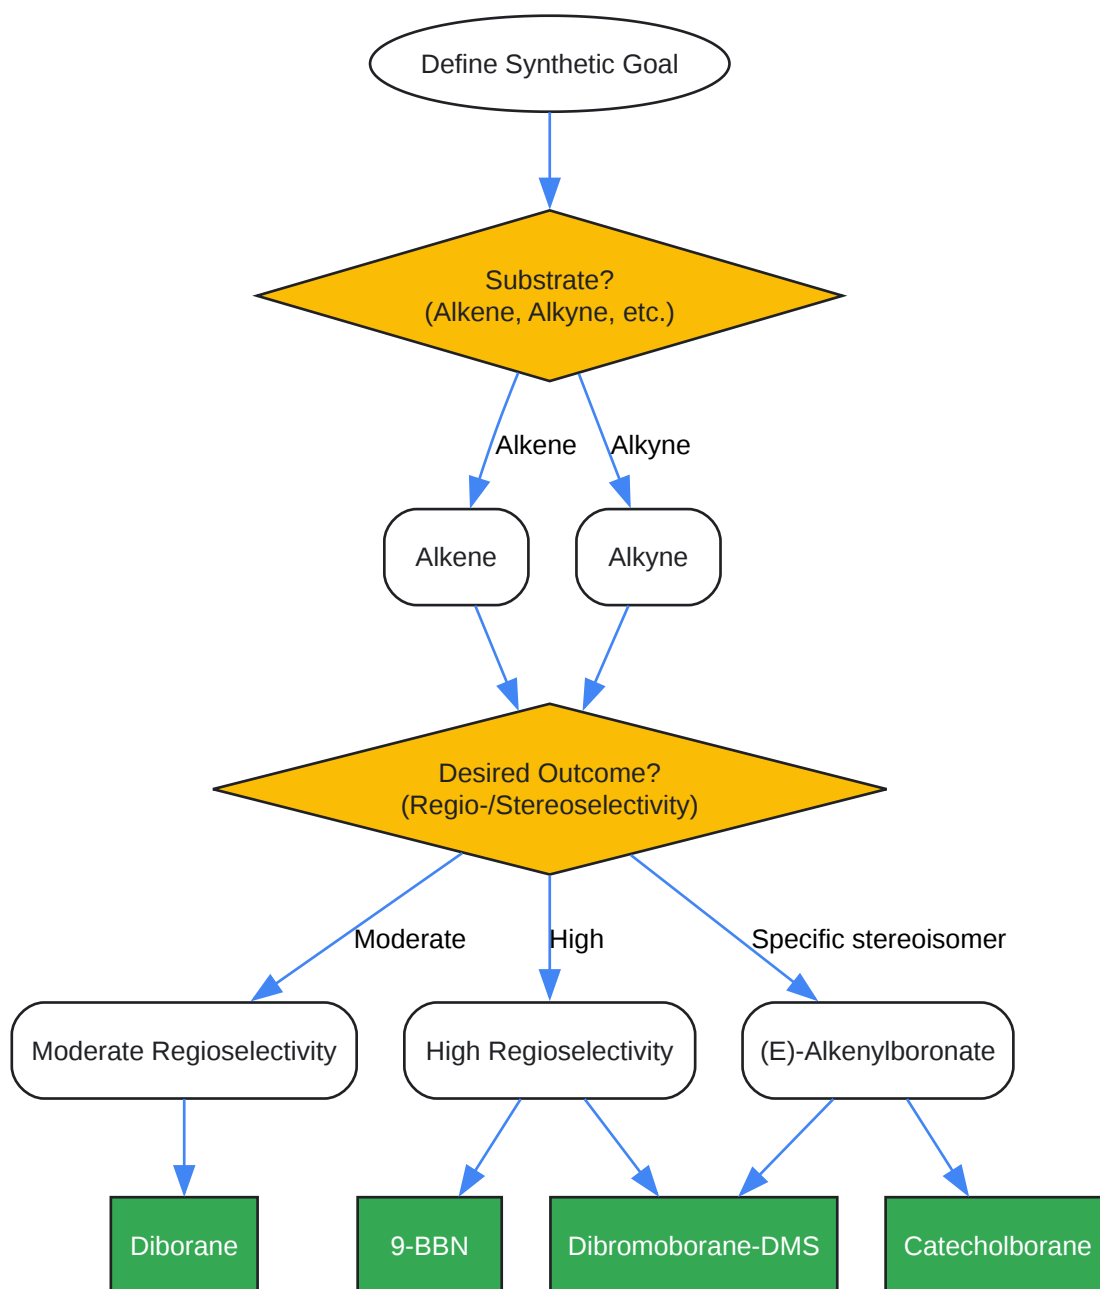 Define Synthetic Goal
Substrate?
(Alkene, Alkyne, etc.)
Alkene
Alkyne
Alkene
Alkyne
Desired Outcome?
(Regio-/Stereoselectivity)
Moderate
High
Specific stereoisomer
Moderate Regioselectivity
High Regioselectivity
(E)-Alkenylboronate
Diborane
9-BBN
Dibromoborane-DMS
Catecholborane